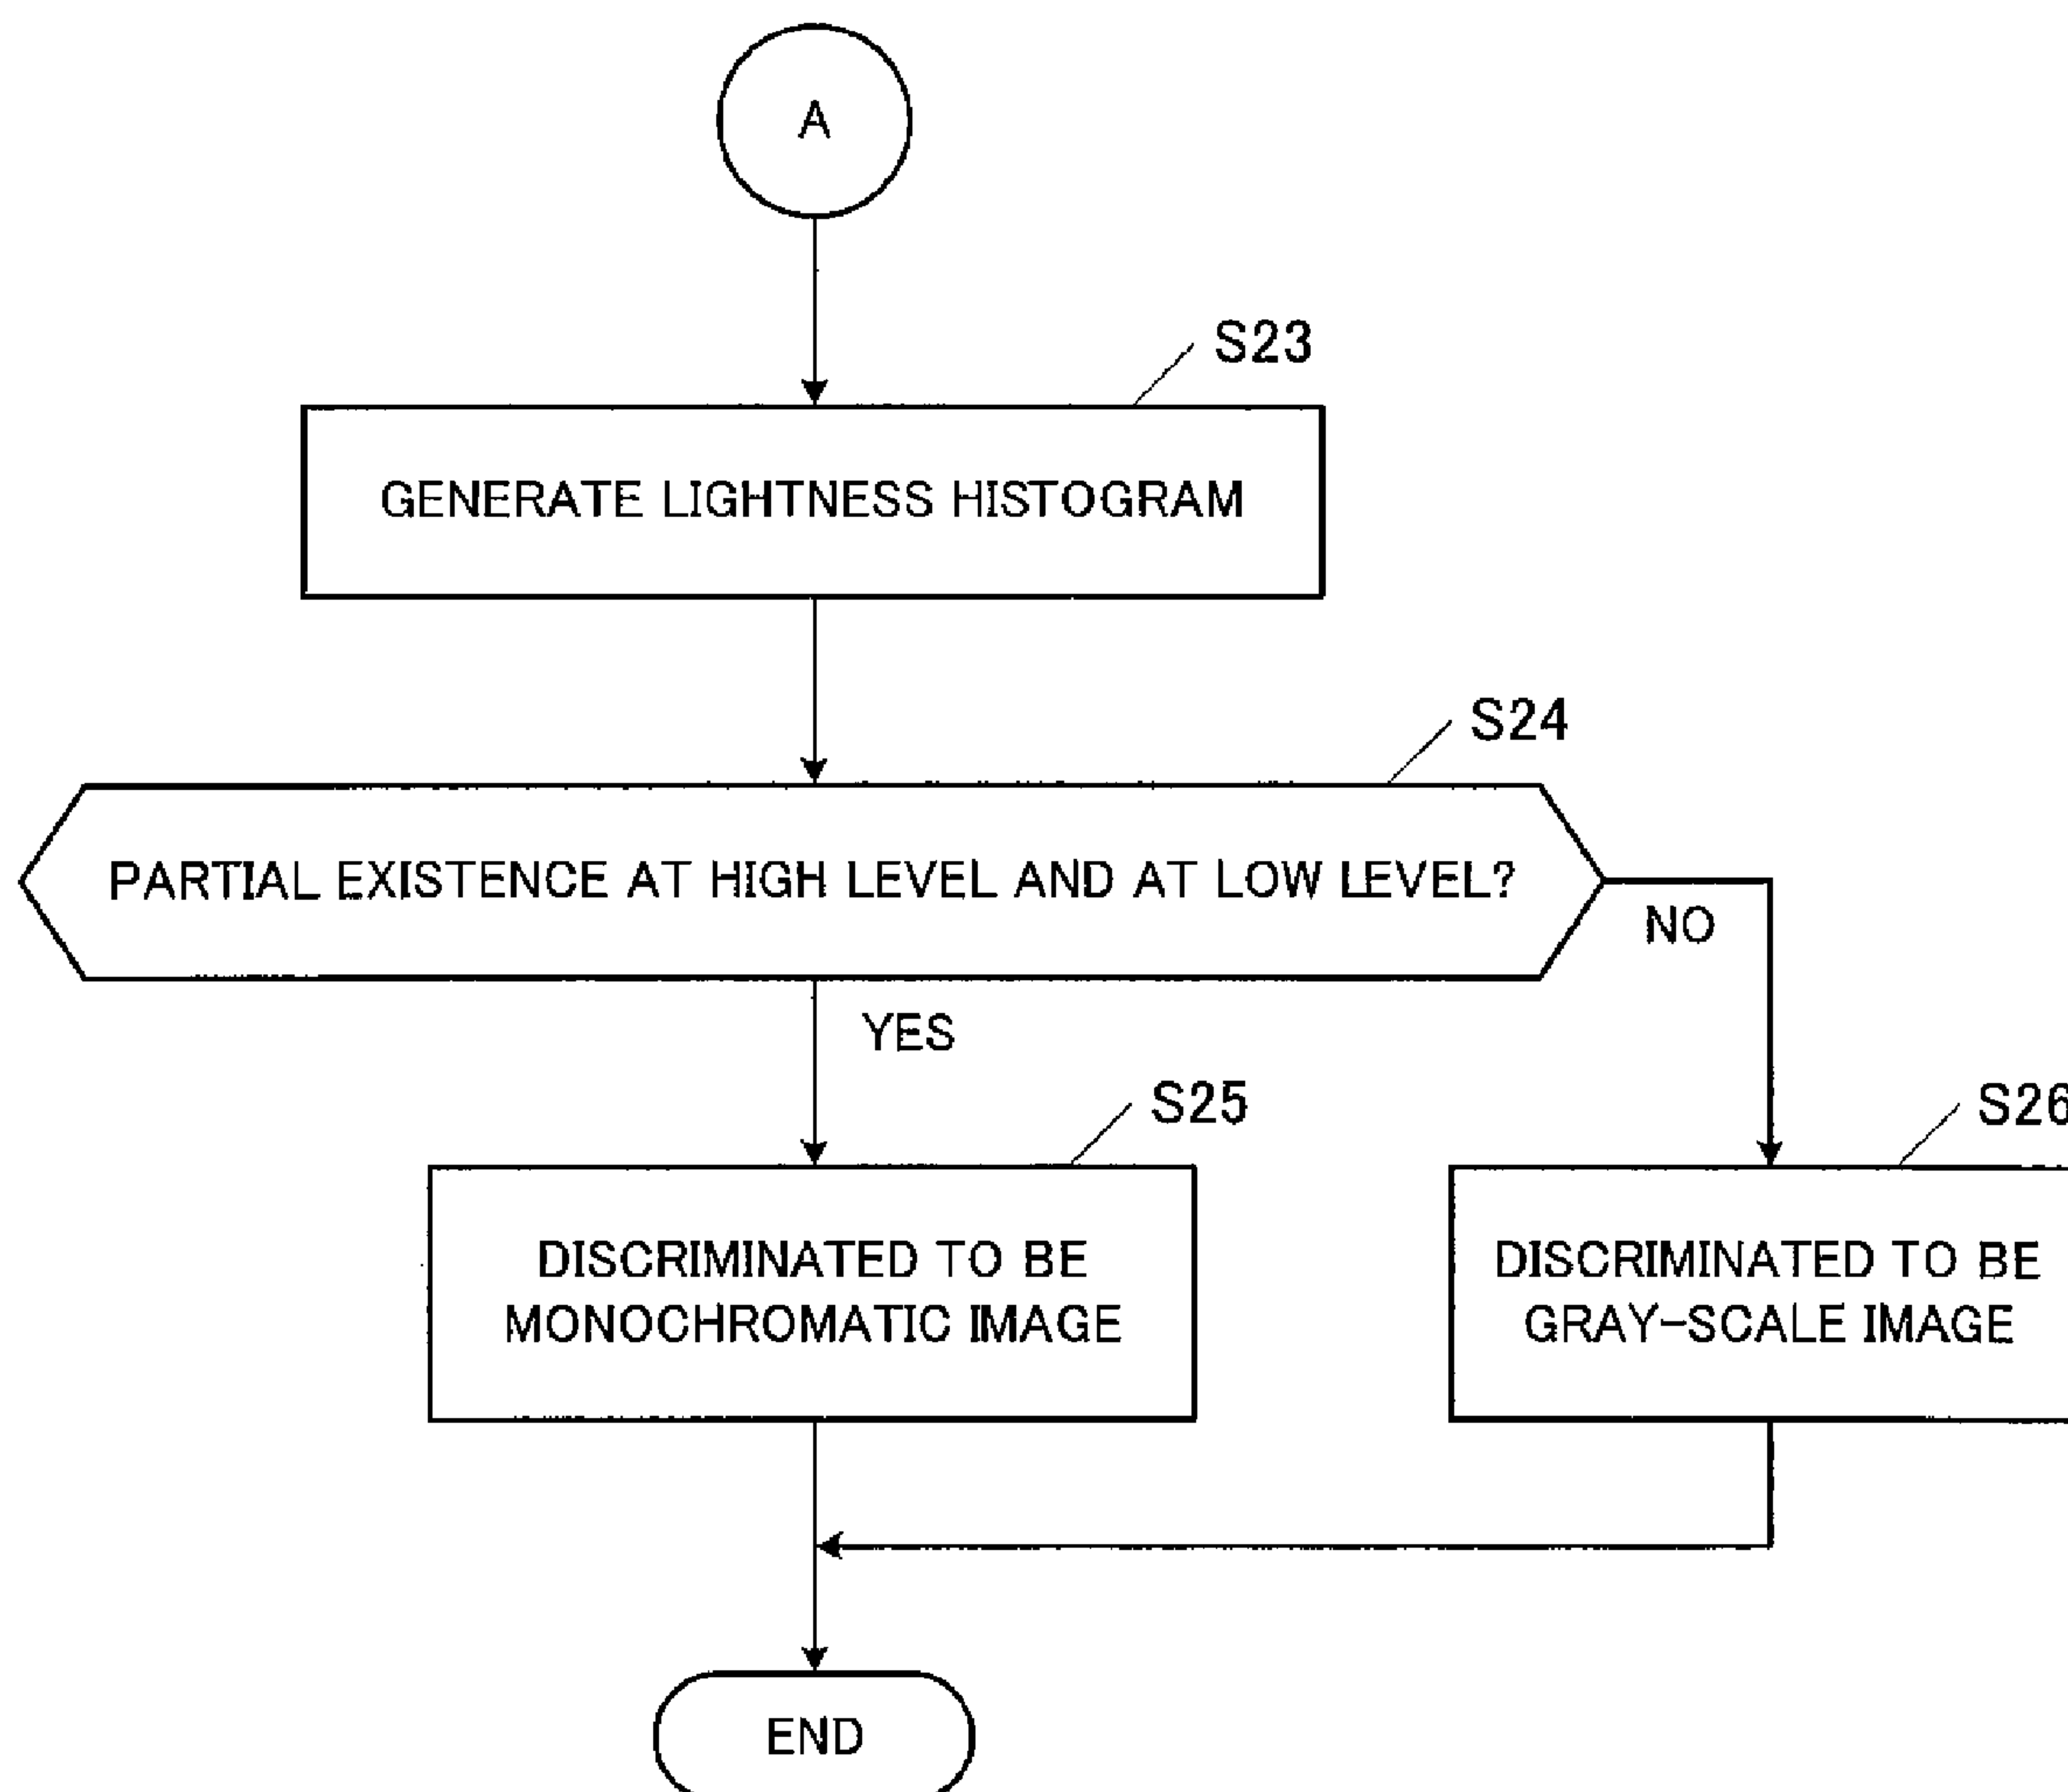 A
S23
GENERATE LIGHTNESS HISTOGRAM
S24
PARTIAL EXISTENCE AT HIGH LEVEL AND AT LOW LEVEL?
NO
YES
S25
S26
DISCRIMINATED TO BE
MONOCHROMATIC IMAGE
DISCRIMINATED TO BE
GRAY-SCALE IMAGE
END